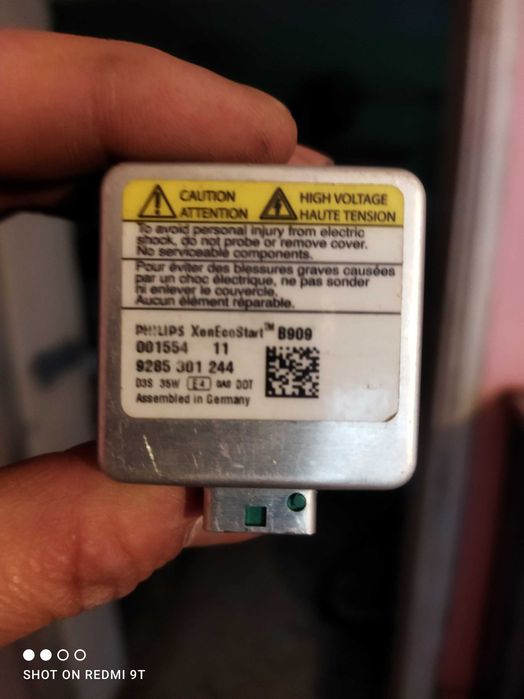 CAUTION
ATTENTION
HIGH VOLTAGE
HAUTE TENSION
To avoid personal injury from electric
shock, do not probe or remove cover.
No serviceable components.
Pour éviter des blessures graves causées
par un choc électrique, ne pas sonder
ni enlever le couvercle.
Aucun élément réparable.
PHILIPS XenEcoStart™ B909
001554 11
9285 301 244
D3S 35W E4 0A8 DOT
Assembled in Germany
SHOT ON REDMI 9T